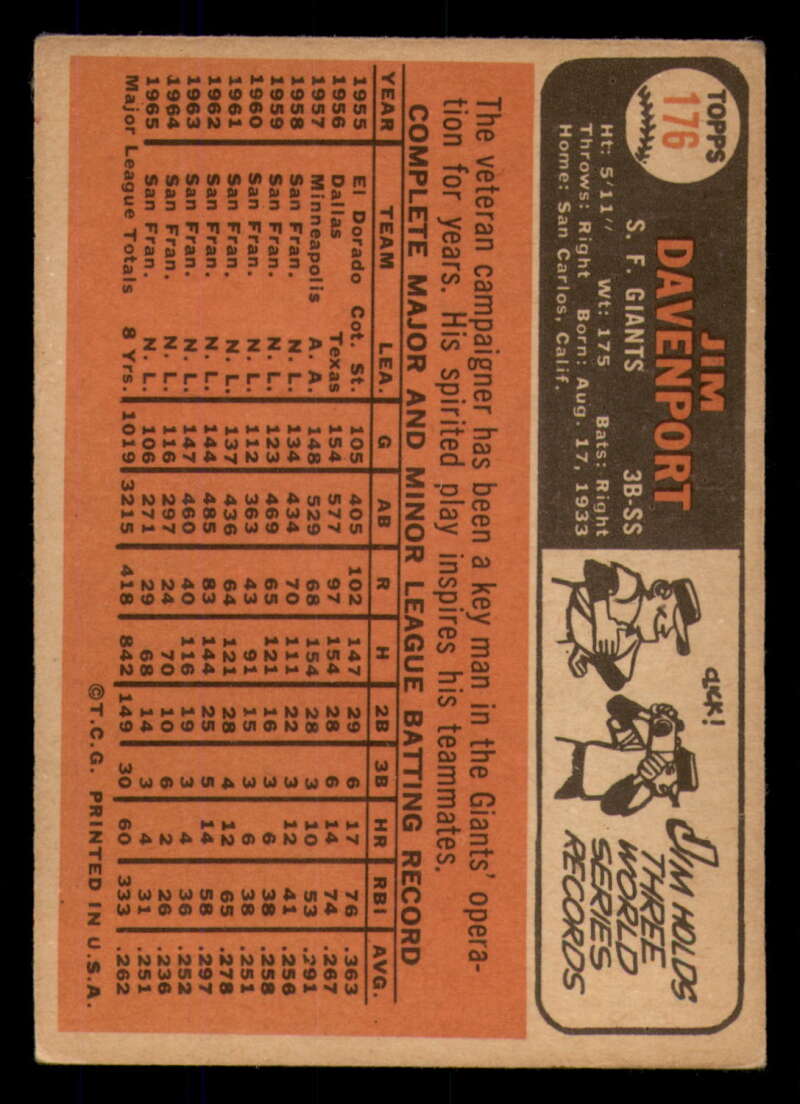 TOPPS
176
JIM
DAVENPORT
S. F. GIANTS 3B-SS
Ht: 5'11" Wt: 175 Bats: Right
Throws: Right Born: Aug. 17, 1933
Home: San Carlos, Calif.
CLICK!
JIM HOLDS
THREE
WORLD
SERIES
RECORDS
The veteran campaigner has been a key man in the Giants' opera-
tion for years. His spirited play inspires his teammates.
COMPLETE MAJOR AND MINOR LEAGUE BATTING RECORD
YEAR TEAM LEA. G AB R H 2B 3B HR RBI AVG.
1955 El Dorado Cot. St. 105 405 102 147 29 6 17 76 .363
1956 Dallas Texas 154 577 97 154 28 6 14 74 .267
1957 Minneapolis A. A. 148 529 68 154 28 3 10 53 .291
1958 San Fran. N. L. 134 434 70 111 22 3 12 41 .256
1959 San Fran. N. L. 123 469 65 121 16 3 6 38 .258
1960 San Fran. N. L. 112 363 43 91 15 3 6 38 .251
1961 San Fran. N. L. 137 436 64 121 28 4 12 65 .278
1962 San Fran. N. L. 144 485 83 144 25 5 14 58 .297
1963 San Fran. N. L. 147 460 40 116 19 3 4 36 .252
1964 San Fran. N. L. 116 297 24 70 10 6 2 26 .236
1965 San Fran. N. L. 106 271 29 68 14 3 4 31 .251
Major League Totals 8 Yrs. 1019 3215 418 842 149 30 60 333 .262
©T.C.G. PRINTED IN U.S.A.